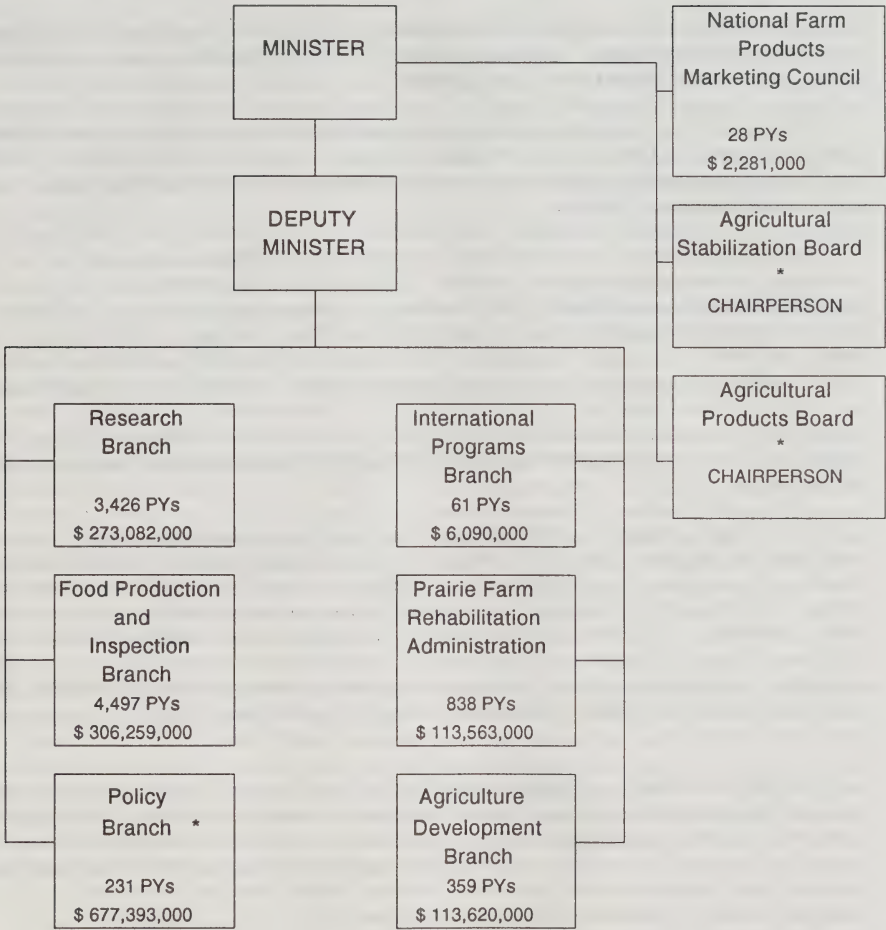 MINISTER
DEPUTY
MINISTER
National Farm
Products
Marketing Council
28 PYs
$ 2,281,000
Agricultural
Stabilization Board
*
CHAIRPERSON
Agricultural
Products Board
*
CHAIRPERSON
Research
Branch
3,426 PYs
$ 273,082,000
International
Programs
Branch
61 PYs
$ 6,090,000
Food Production
and
Inspection
Branch
4,497 PYs
$ 306,259,000
Prairie Farm
Rehabilitation
Administration
838 PYs
$ 113,563,000
Policy
Branch *
231 PYs
$ 677,393,000
Agriculture
Development
Branch
359 PYs
$ 113,620,000